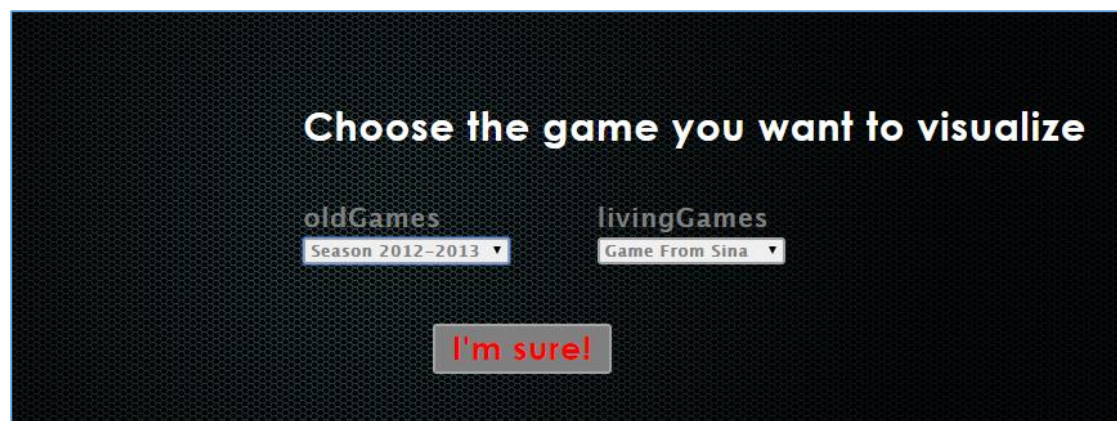 Choose the game you want to visualize
oldGames livingGames
Season 2012-2013 Game From Sina
I'm sure!